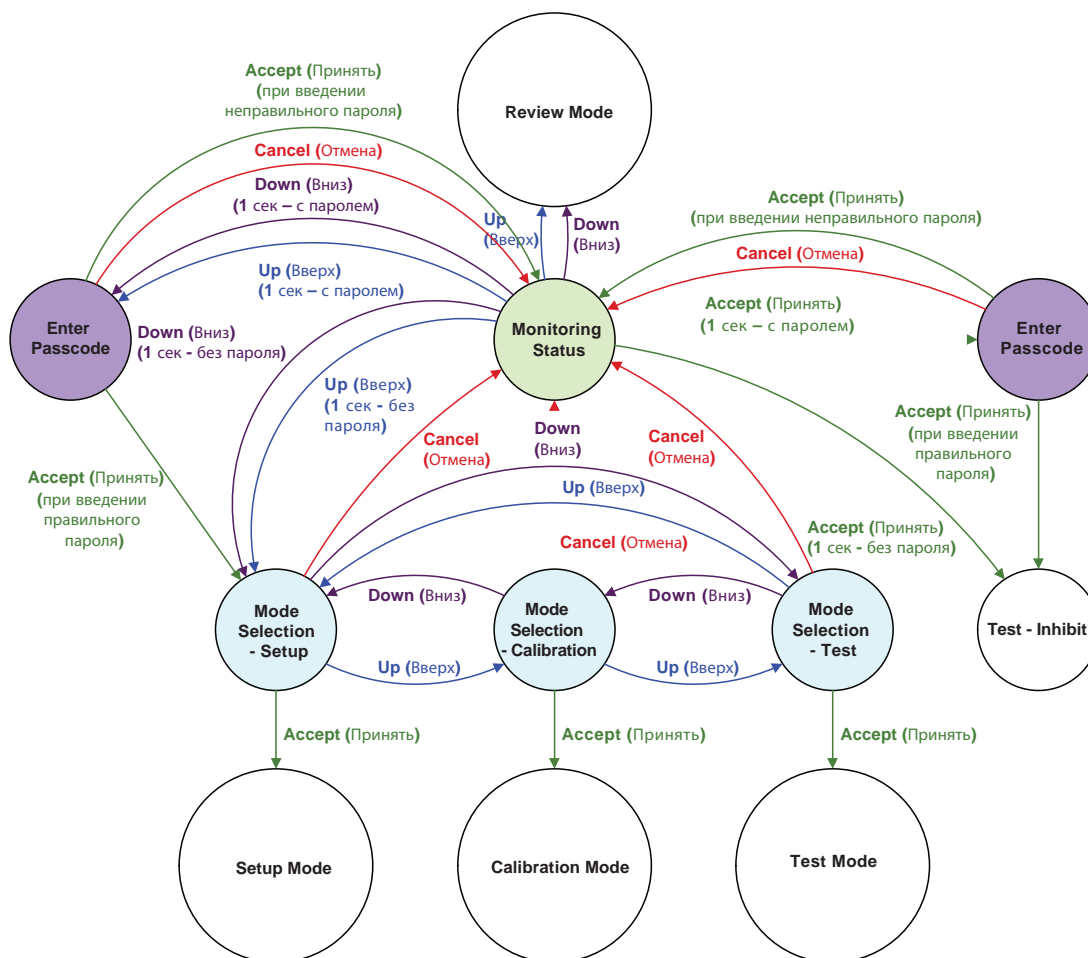 Review Mode
Accept (Принять)
(при введении
неправильного пароля)
Cancel (Отмена)
Down (Вниз)
(1 сек – с паролем)
Up (Вверх)
(1 сек – с паролем)
Up
(Вверх)
Down
(Вниз)
Accept (Принять)
(при введении неправильного пароля)
Cancel (Отмена)
Accept (Принять)
(1 сек – с паролем)
Enter
Passcode
Monitoring
Status
Enter
Passcode
Down (Вниз)
(1 сек - без пароля)
Up (Вверх)
(1 сек - без
пароля)
Cancel
(Отмена)
Down
(Вниз)
Cancel
(Отмена)
Accept (Принять)
(при введении
правильного
пароля)
Accept (Принять)
(при введении
правильного
пароля)
Up (Вверх)
Accept (Принять)
(1 сек - без пароля)
Cancel (Отмена)
Down (Вниз)
Down (Вниз)
Mode
Selection
- Setup
Mode
Selection
- Calibration
Mode
Selection
- Test
Test - Inhibit
Up (Вверх)
Up (Вверх)
Accept (Принять)
Accept (Принять)
Accept (Принять)
Setup Mode
Calibration Mode
Test Mode